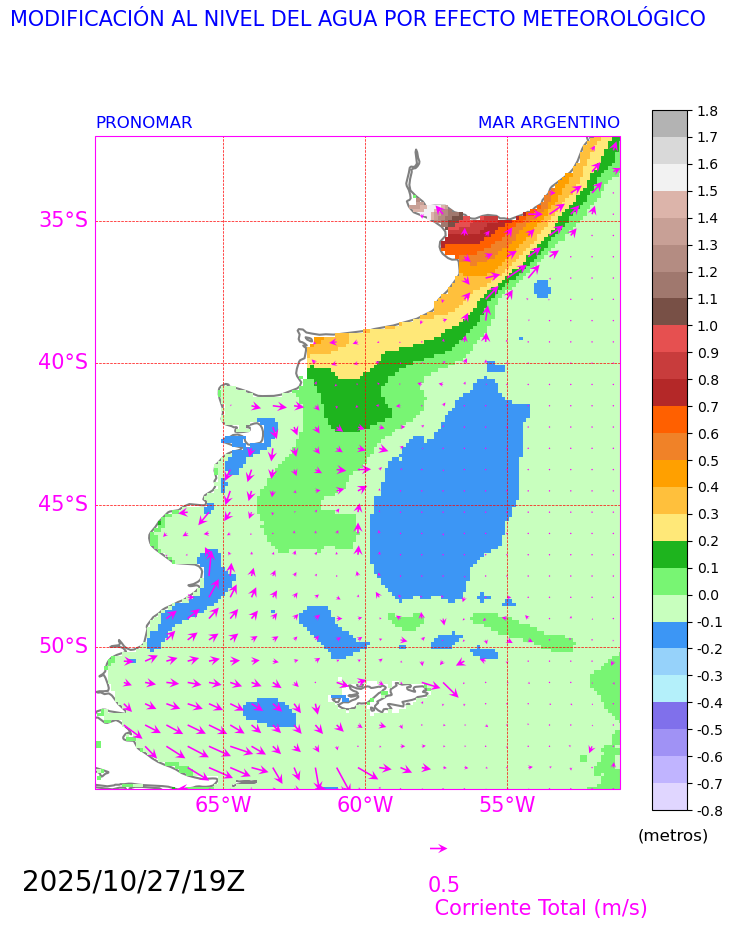 MODIFICACIÓN AL NIVEL DEL AGUA POR EFECTO METEOROLÓGICO
PRONOMAR MAR ARGENTINO
35°S
40°S
45°S
50°S
65°W 60°W 55°W
1.8
1.7
1.6
1.5
1.4
1.3
1.2
1.1
1.0
0.9
0.8
0.7
0.6
0.5
0.4
0.3
0.2
0.1
0.0
-0.1
-0.2
-0.3
-0.4
-0.5
-0.6
-0.7
-0.8
(metros)
2025/10/27/19Z
0.5
Corriente Total (m/s)